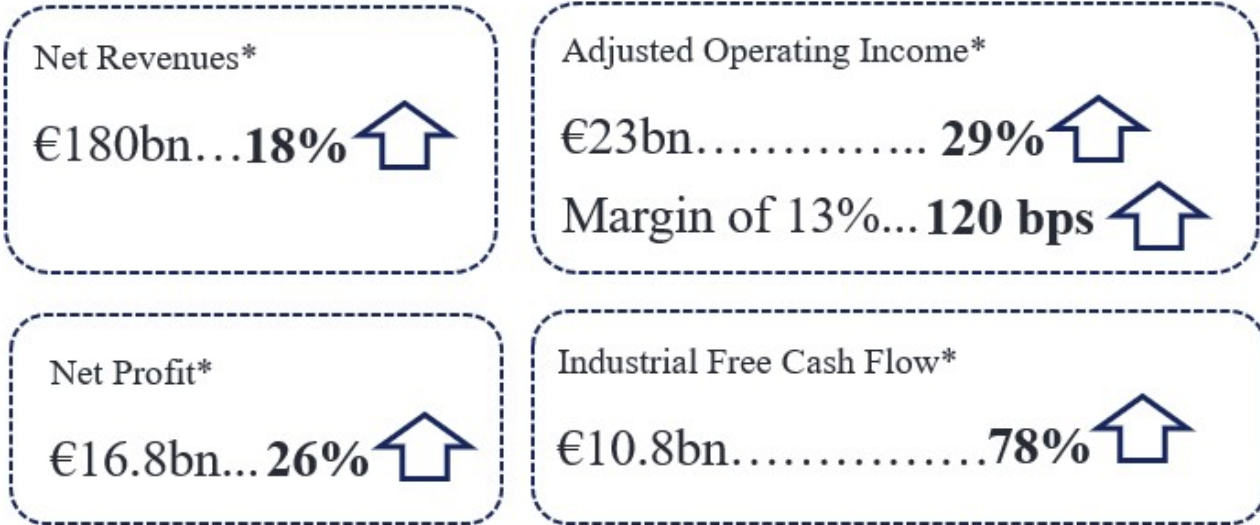 Net Revenues*
€180bn...18%
Adjusted Operating Income*
€23bn.............. 29%
Margin of 13%...120 bps
Net Profit*
€16.8bn...26%
Industrial Free Cash Flow*
€10.8bn................78%